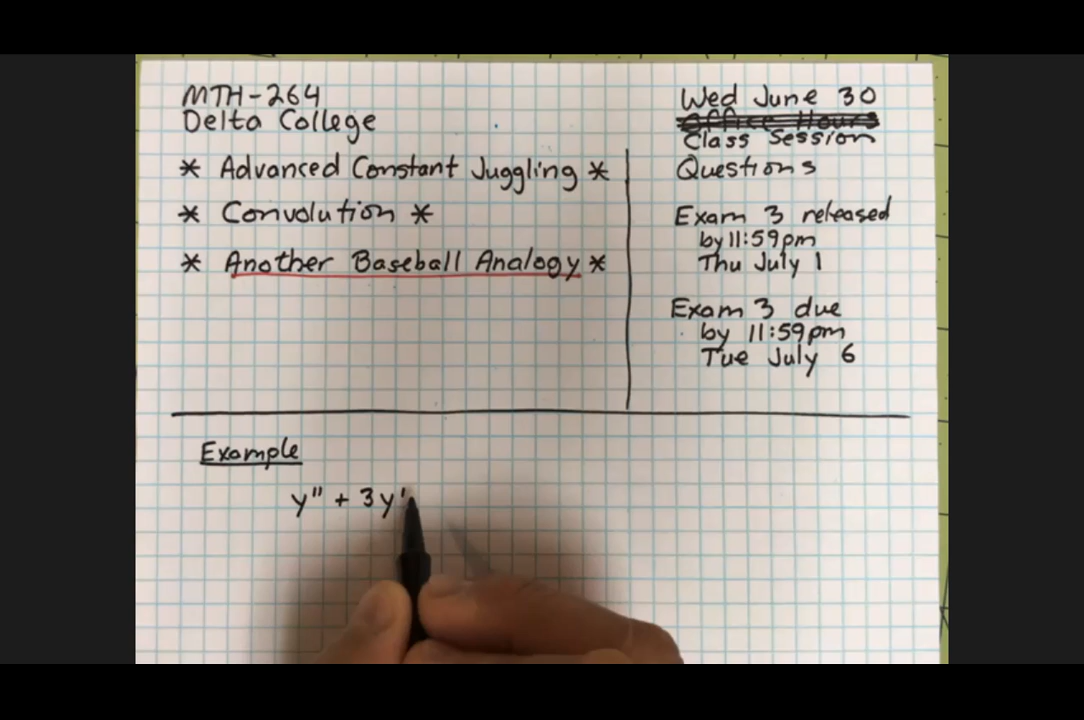 MTH-264
Delta College
* Advanced Constant Juggling *
* Convolution *
* Another Baseball Analogy *
Wed June 30
Office Hours
Class Session
Questions
Exam 3 released
by 11:59pm
Thu July 1
Exam 3 due
by 11:59pm
Tue July 6
Example
y" + 3y'